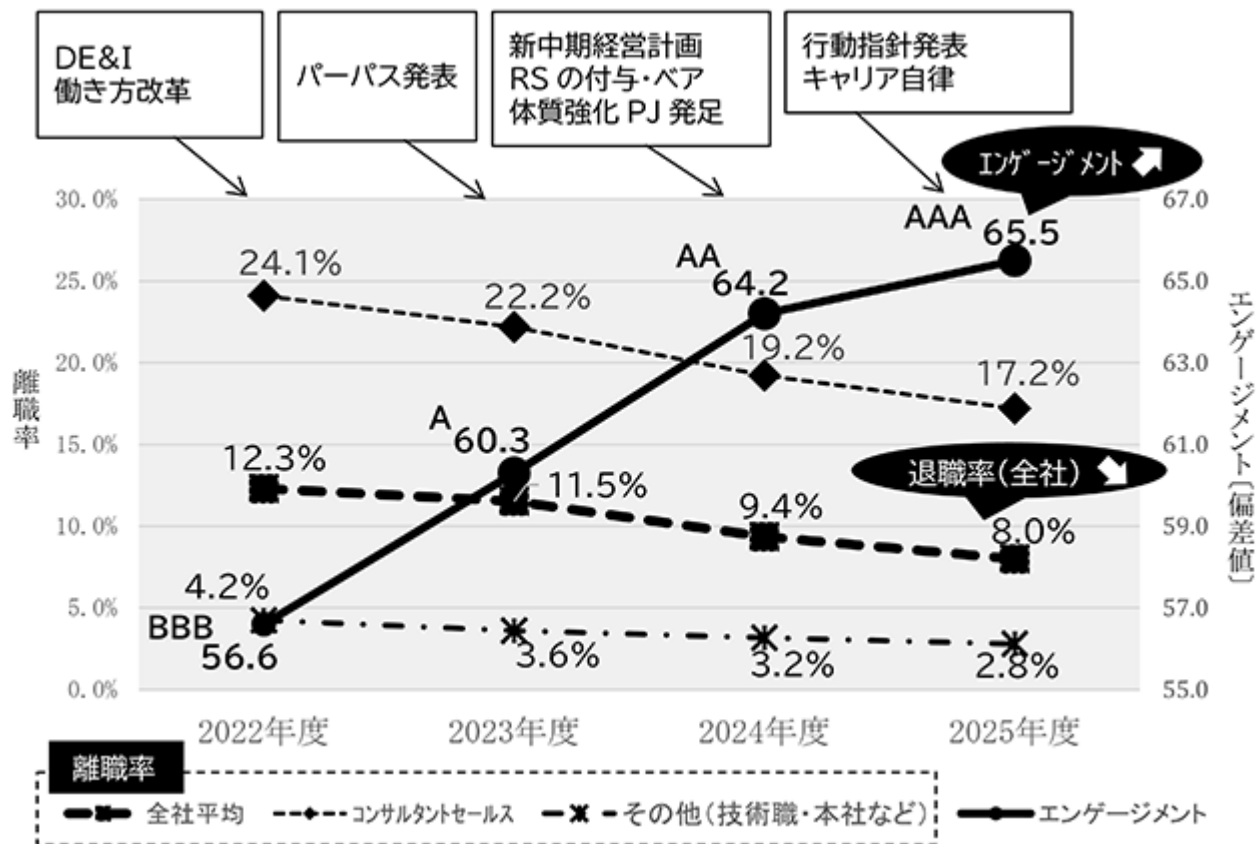 DE&I
働き方改革
パーパス発表
新中期経営計画
RSの付与・ベア
体質強化PJ発足
行動指針発表
キャリア自律
エンゲージメント
30.0%
25.0%
20.0%
15.0%
10.0%
5.0%
0.0%
離職率
67.0
65.0
63.0
61.0
59.0
57.0
55.0
エンゲージメント〔偏差値〕
24.1%
22.2%
19.2%
17.2%
12.3%
11.5%
9.4%
8.0%
4.2%
3.6%
3.2%
2.8%
BBB
56.6
A
60.3
AA
64.2
AAA
65.5
退職率(全社)
2022年度
2023年度
2024年度
2025年度
離職率
全社平均
コンサルタントセールス
その他(技術職・本社など)
エンゲージメント